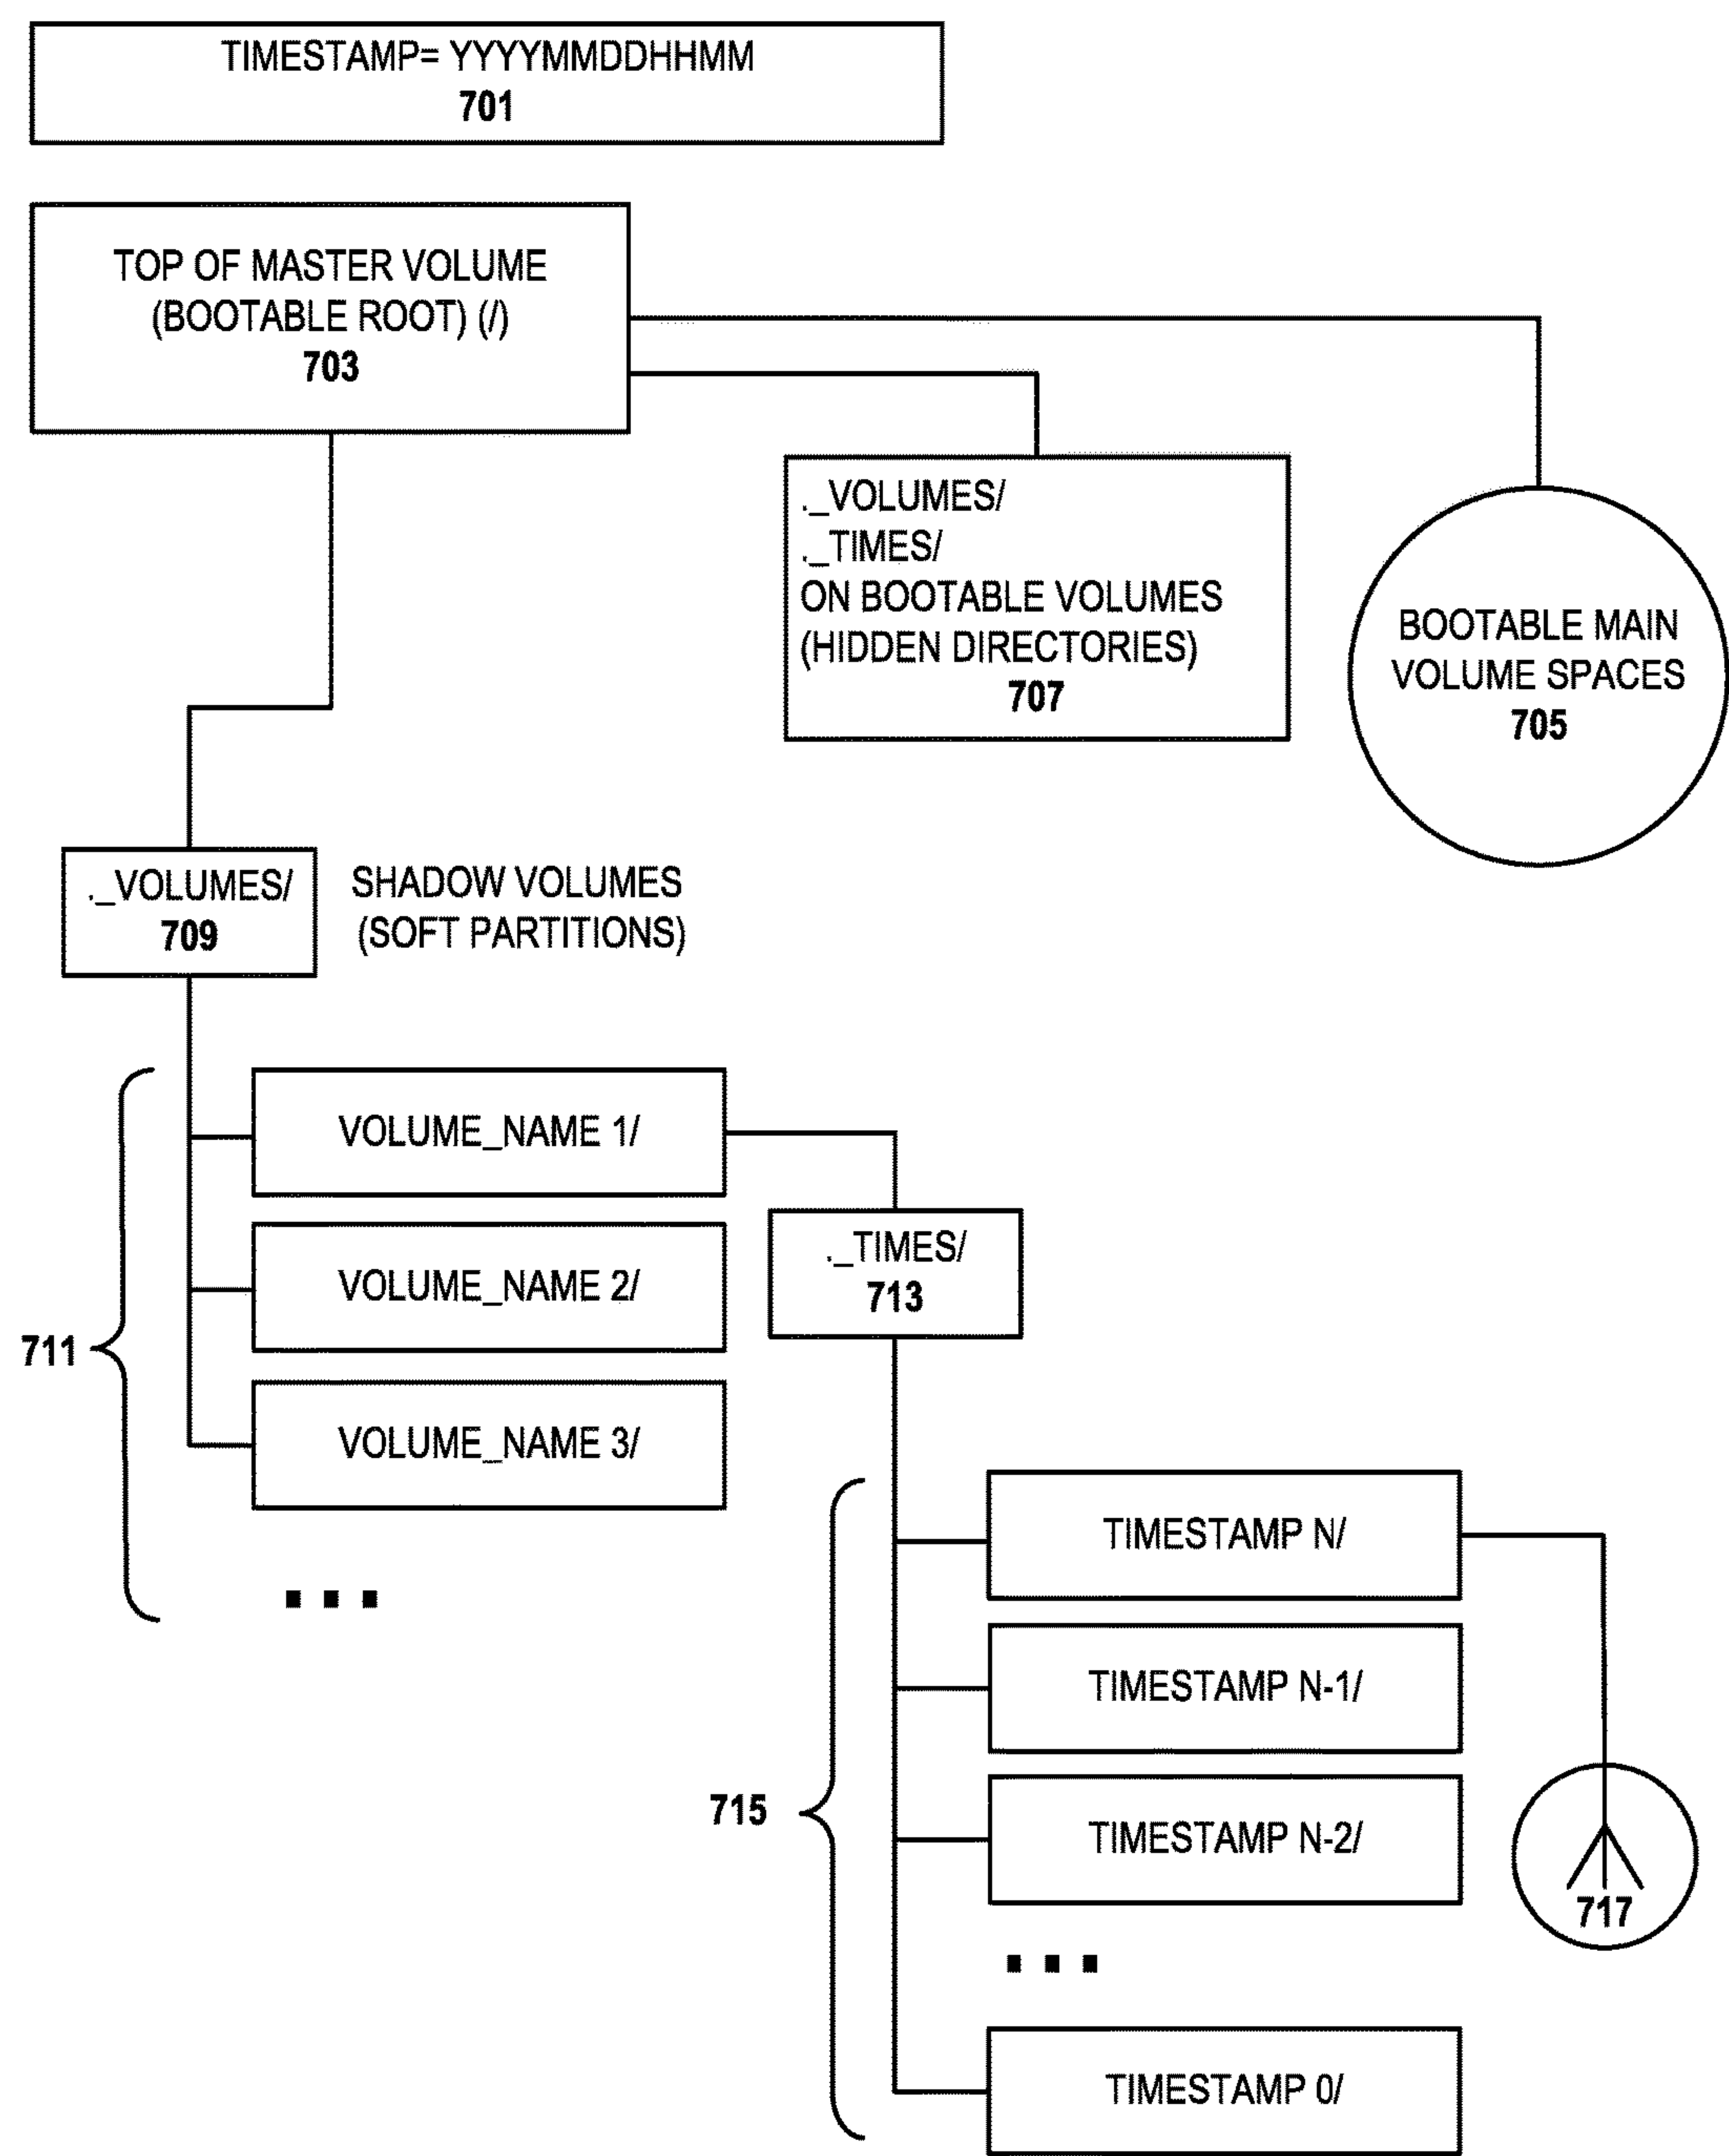 TIMESTAMP= YYYYMMDDHHMM
701
TOP OF MASTER VOLUME
(BOOTABLE ROOT) (/)
703
._VOLUMES/
._TIMES/
ON BOOTABLE VOLUMES
(HIDDEN DIRECTORIES)
707
BOOTABLE MAIN
VOLUME SPACES
705
._VOLUMES/
709
SHADOW VOLUMES
(SOFT PARTITIONS)
711
VOLUME_NAME 1/
VOLUME_NAME 2/
VOLUME_NAME 3/
...
._TIMES/
713
715
TIMESTAMP N/
TIMESTAMP N-1/
TIMESTAMP N-2/
...
TIMESTAMP 0/
717